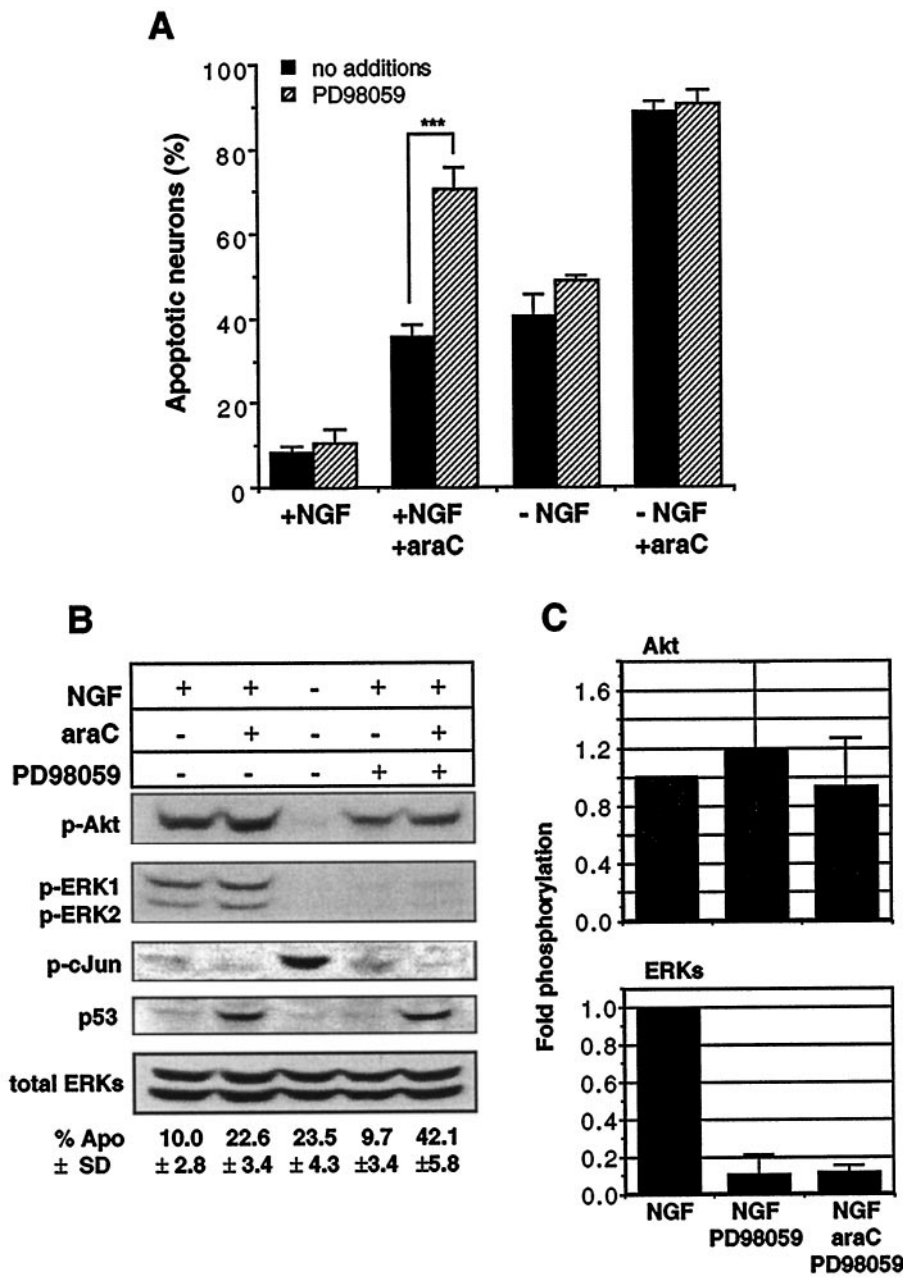 A
no additions
PD98059
***
100
80
60
40
20
0
Apoptotic neurons (%)
+NGF
+NGF
+araC
- NGF
- NGF
+araC
B
NGF + + - + +
araC - + - - +
PD98059 - - - + +
p-Akt
p-ERK1
p-ERK2
p-cJun
p53
total ERKs
% Apo 10.0 22.6 23.5 9.7 42.1
± SD ± 2.8 ± 3.4 ± 4.3 ±3.4 ±5.8
C
Akt
1.6
1.2
0.8
0.4
0.0
Fold phosphorylation
ERKs
1.0
0.8
0.6
0.4
0.2
0.0
NGF
NGF
PD98059
NGF
araC
PD98059